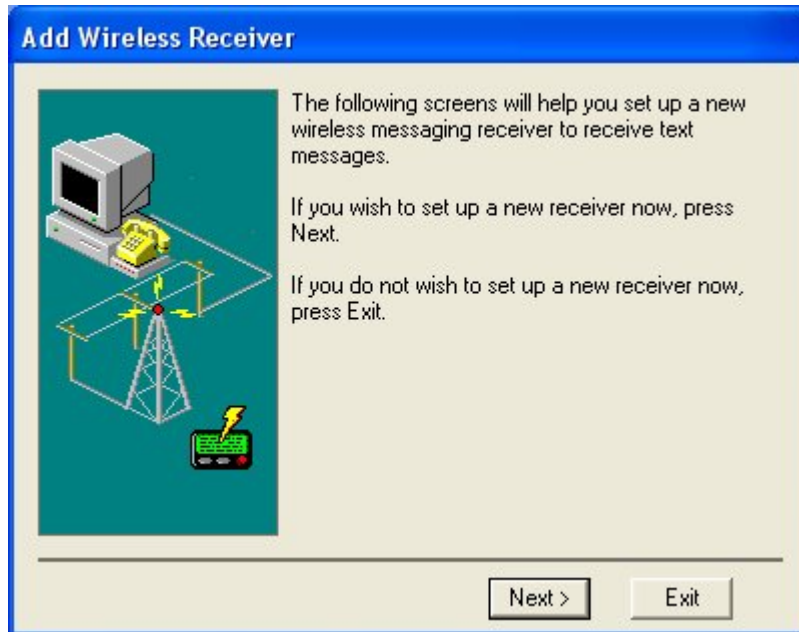 Add Wireless Receiver
The following screens will help you set up a new
wireless messaging receiver to receive text
messages.
If you wish to set up a new receiver now, press
Next.
If you do not wish to set up a new receiver now,
press Exit.
Next >
Exit